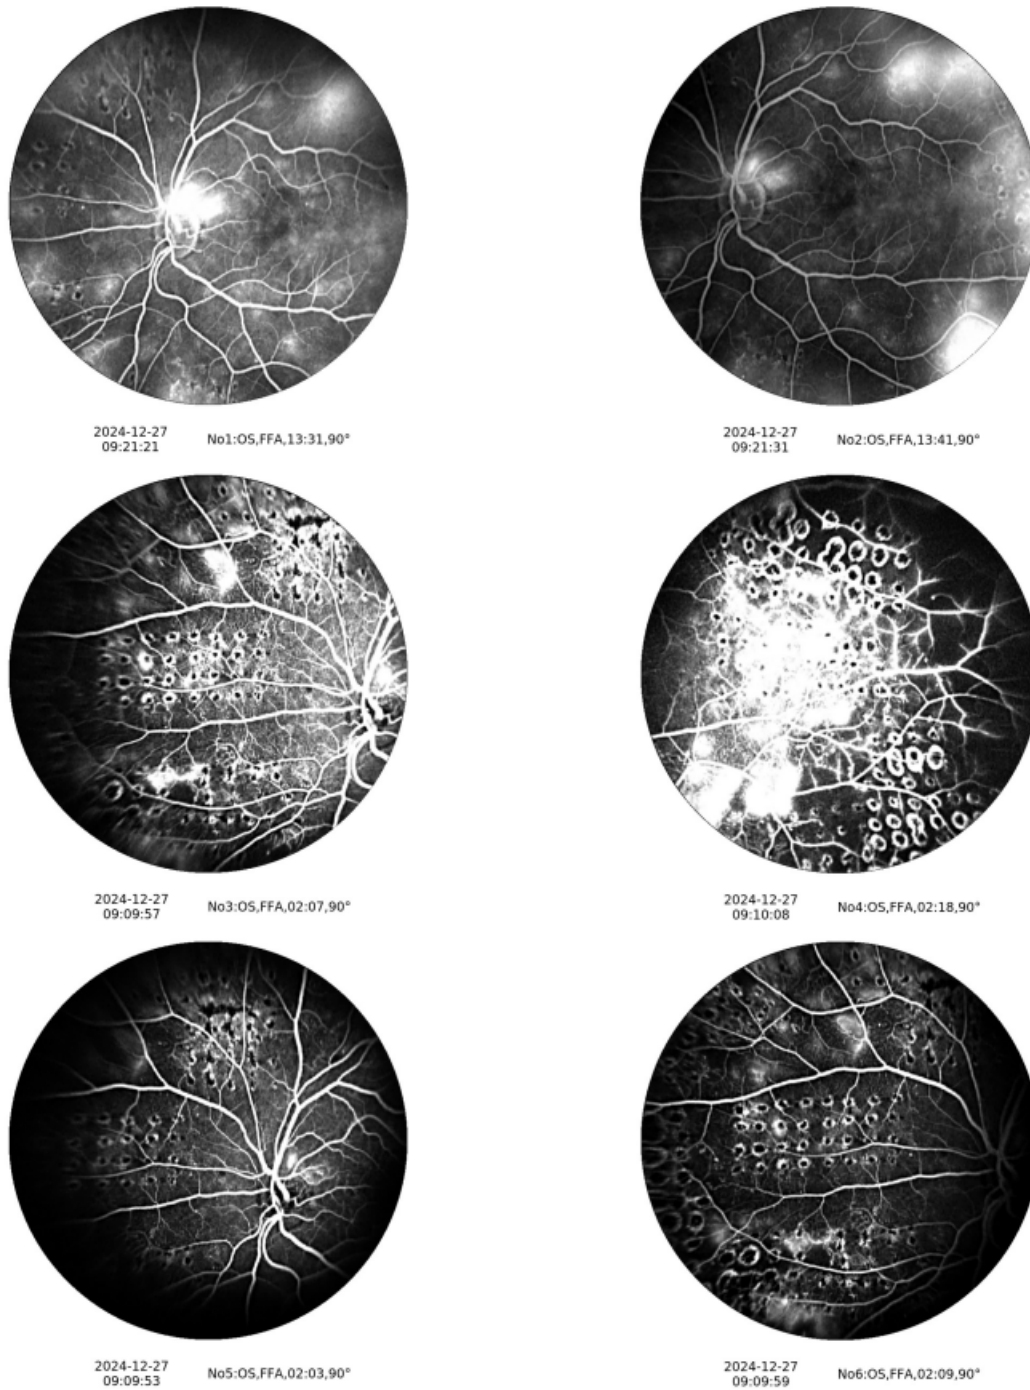 2024-12-27
09:21:21
No1:OS,FFA,13:31,90°
2024-12-27
09:21:31
No2:OS,FFA,13:41,90°
2024-12-27
09:09:57
No3:OS,FFA,02:07,90°
2024-12-27
09:10:08
No4:OS,FFA,02:18,90°
2024-12-27
09:09:53
No5:OS,FFA,02:03,90°
2024-12-27
09:09:59
No6:OS,FFA,02:09,90°